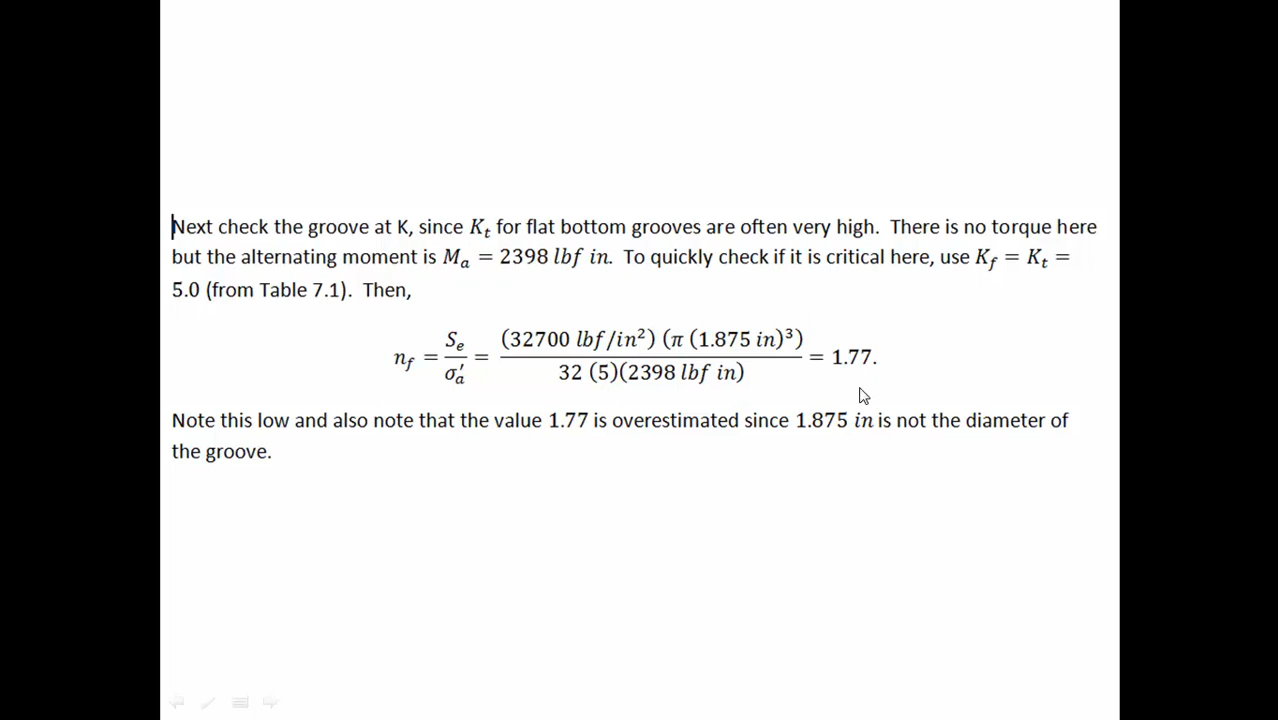 Next check the groove at K, since K_t for flat bottom grooves are often very high. There is no torque here
but the alternating moment is M_a = 2398 lbf in. To quickly check if it is critical here, use K_f = K_t =
5.0 (from Table 7.1). Then,
n_f = S_e/σ'_a = (32700 lbf/in²) (π (1.875 in)³) / 32 (5)(2398 lbf in) = 1.77.
Note this low and also note that the value 1.77 is overestimated since 1.875 in is not the diameter of
the groove.